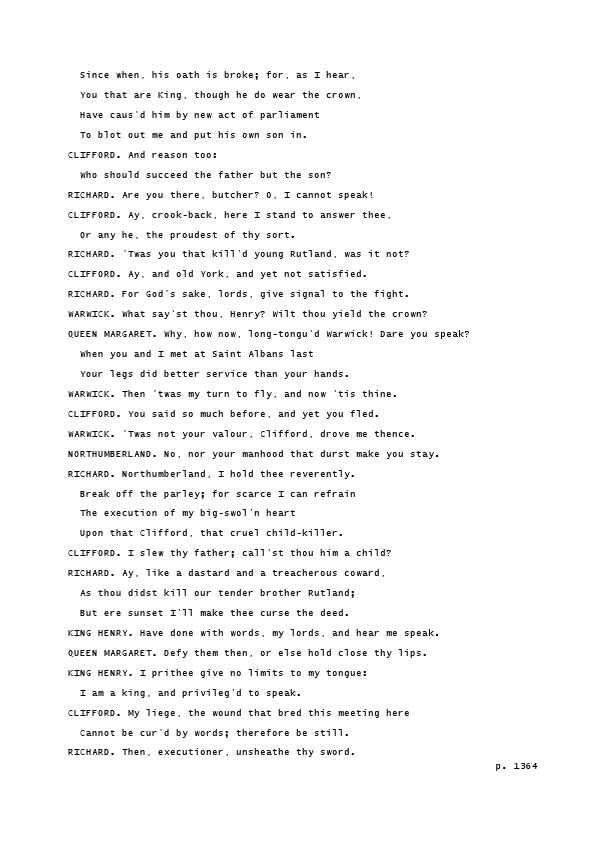 Since when, his oath is broke; for, as I hear,
You that are King, though he do wear the crown,
Have caus'd him by new act of parliament
To blot out me and put his own son in.
CLIFFORD. And reason too:
Who should succeed the father but the son?
RICHARD. Are you there, butcher? O, I cannot speak!
CLIFFORD. Ay, crook-back, here I stand to answer thee,
Or any he, the proudest of thy sort.
RICHARD. 'Twas you that kill'd young Rutland, was it not?
CLIFFORD. Ay, and old York, and yet not satisfied.
RICHARD. For God's sake, lords, give signal to the fight.
WARWICK. What say'st thou, Henry? Wilt thou yield the crown?
QUEEN MARGARET. Why, how now, long-tongu'd Warwick! Dare you speak?
When you and I met at Saint Albans last
Your legs did better service than your hands.
WARWICK. Then 'twas my turn to fly, and now 'tis thine.
CLIFFORD. You said so much before, and yet you fled.
WARWICK. 'Twas not your valour, Clifford, drove me thence.
NORTHUMBERLAND. No, nor your manhood that durst make you stay.
RICHARD. Northumberland, I hold thee reverently.
Break off the parley; for scarce I can refrain
The execution of my big-swol'n heart
Upon that Clifford, that cruel child-killer.
CLIFFORD. I slew thy father; call'st thou him a child?
RICHARD. Ay, like a dastard and a treacherous coward,
As thou didst kill our tender brother Rutland;
But ere sunset I'll make thee curse the deed.
KING HENRY. Have done with words, my lords, and hear me speak.
QUEEN MARGARET. Defy them then, or else hold close thy lips.
KING HENRY. I prithee give no limits to my tongue:
I am a king, and privileg'd to speak.
CLIFFORD. My liege, the wound that bred this meeting here
Cannot be cur'd by words; therefore be still.
RICHARD. Then, executioner, unsheathe thy sword.
p. 1364